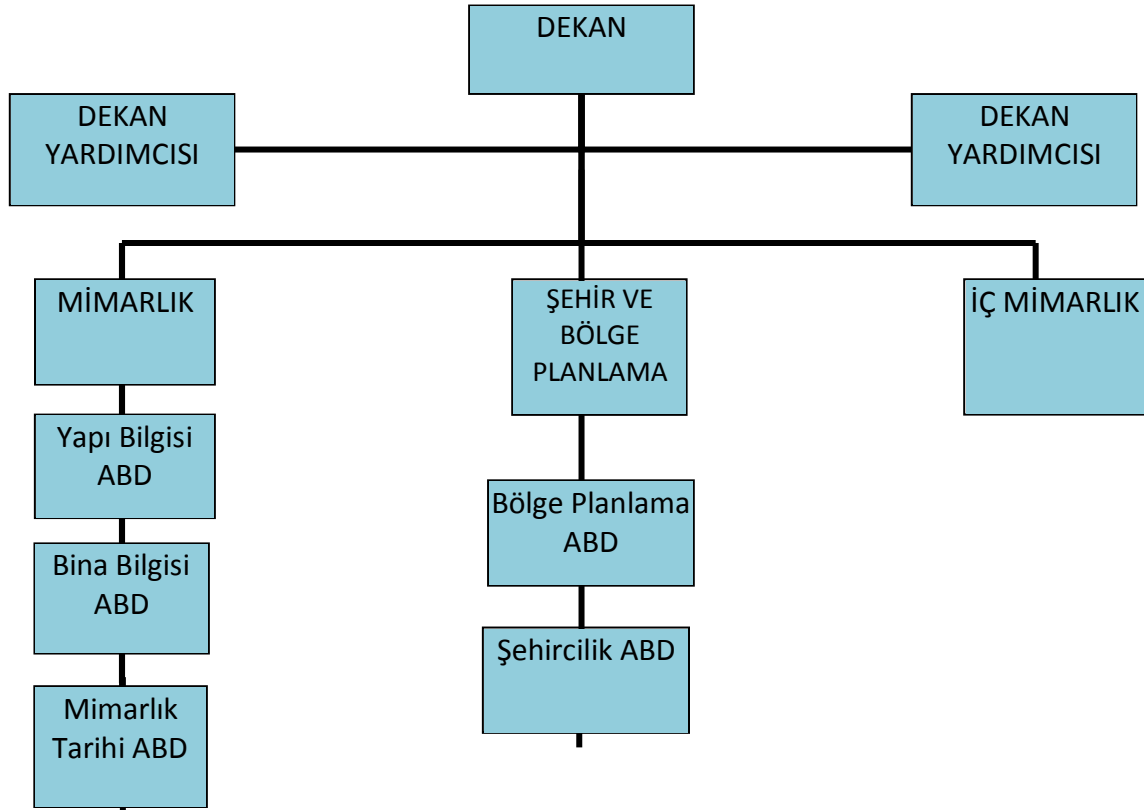 DEKAN
DEKAN
YARDIMCISI
DEKAN
YARDIMCISI
MİMARLIK
ŞEHİR VE
BÖLGE
PLANLAMA
İÇ MİMARLIK
Yapı Bilgisi
ABD
Bölge Planlama
ABD
Bina Bilgisi
ABD
Şehircilik ABD
Mimarlık
Tarihi ABD